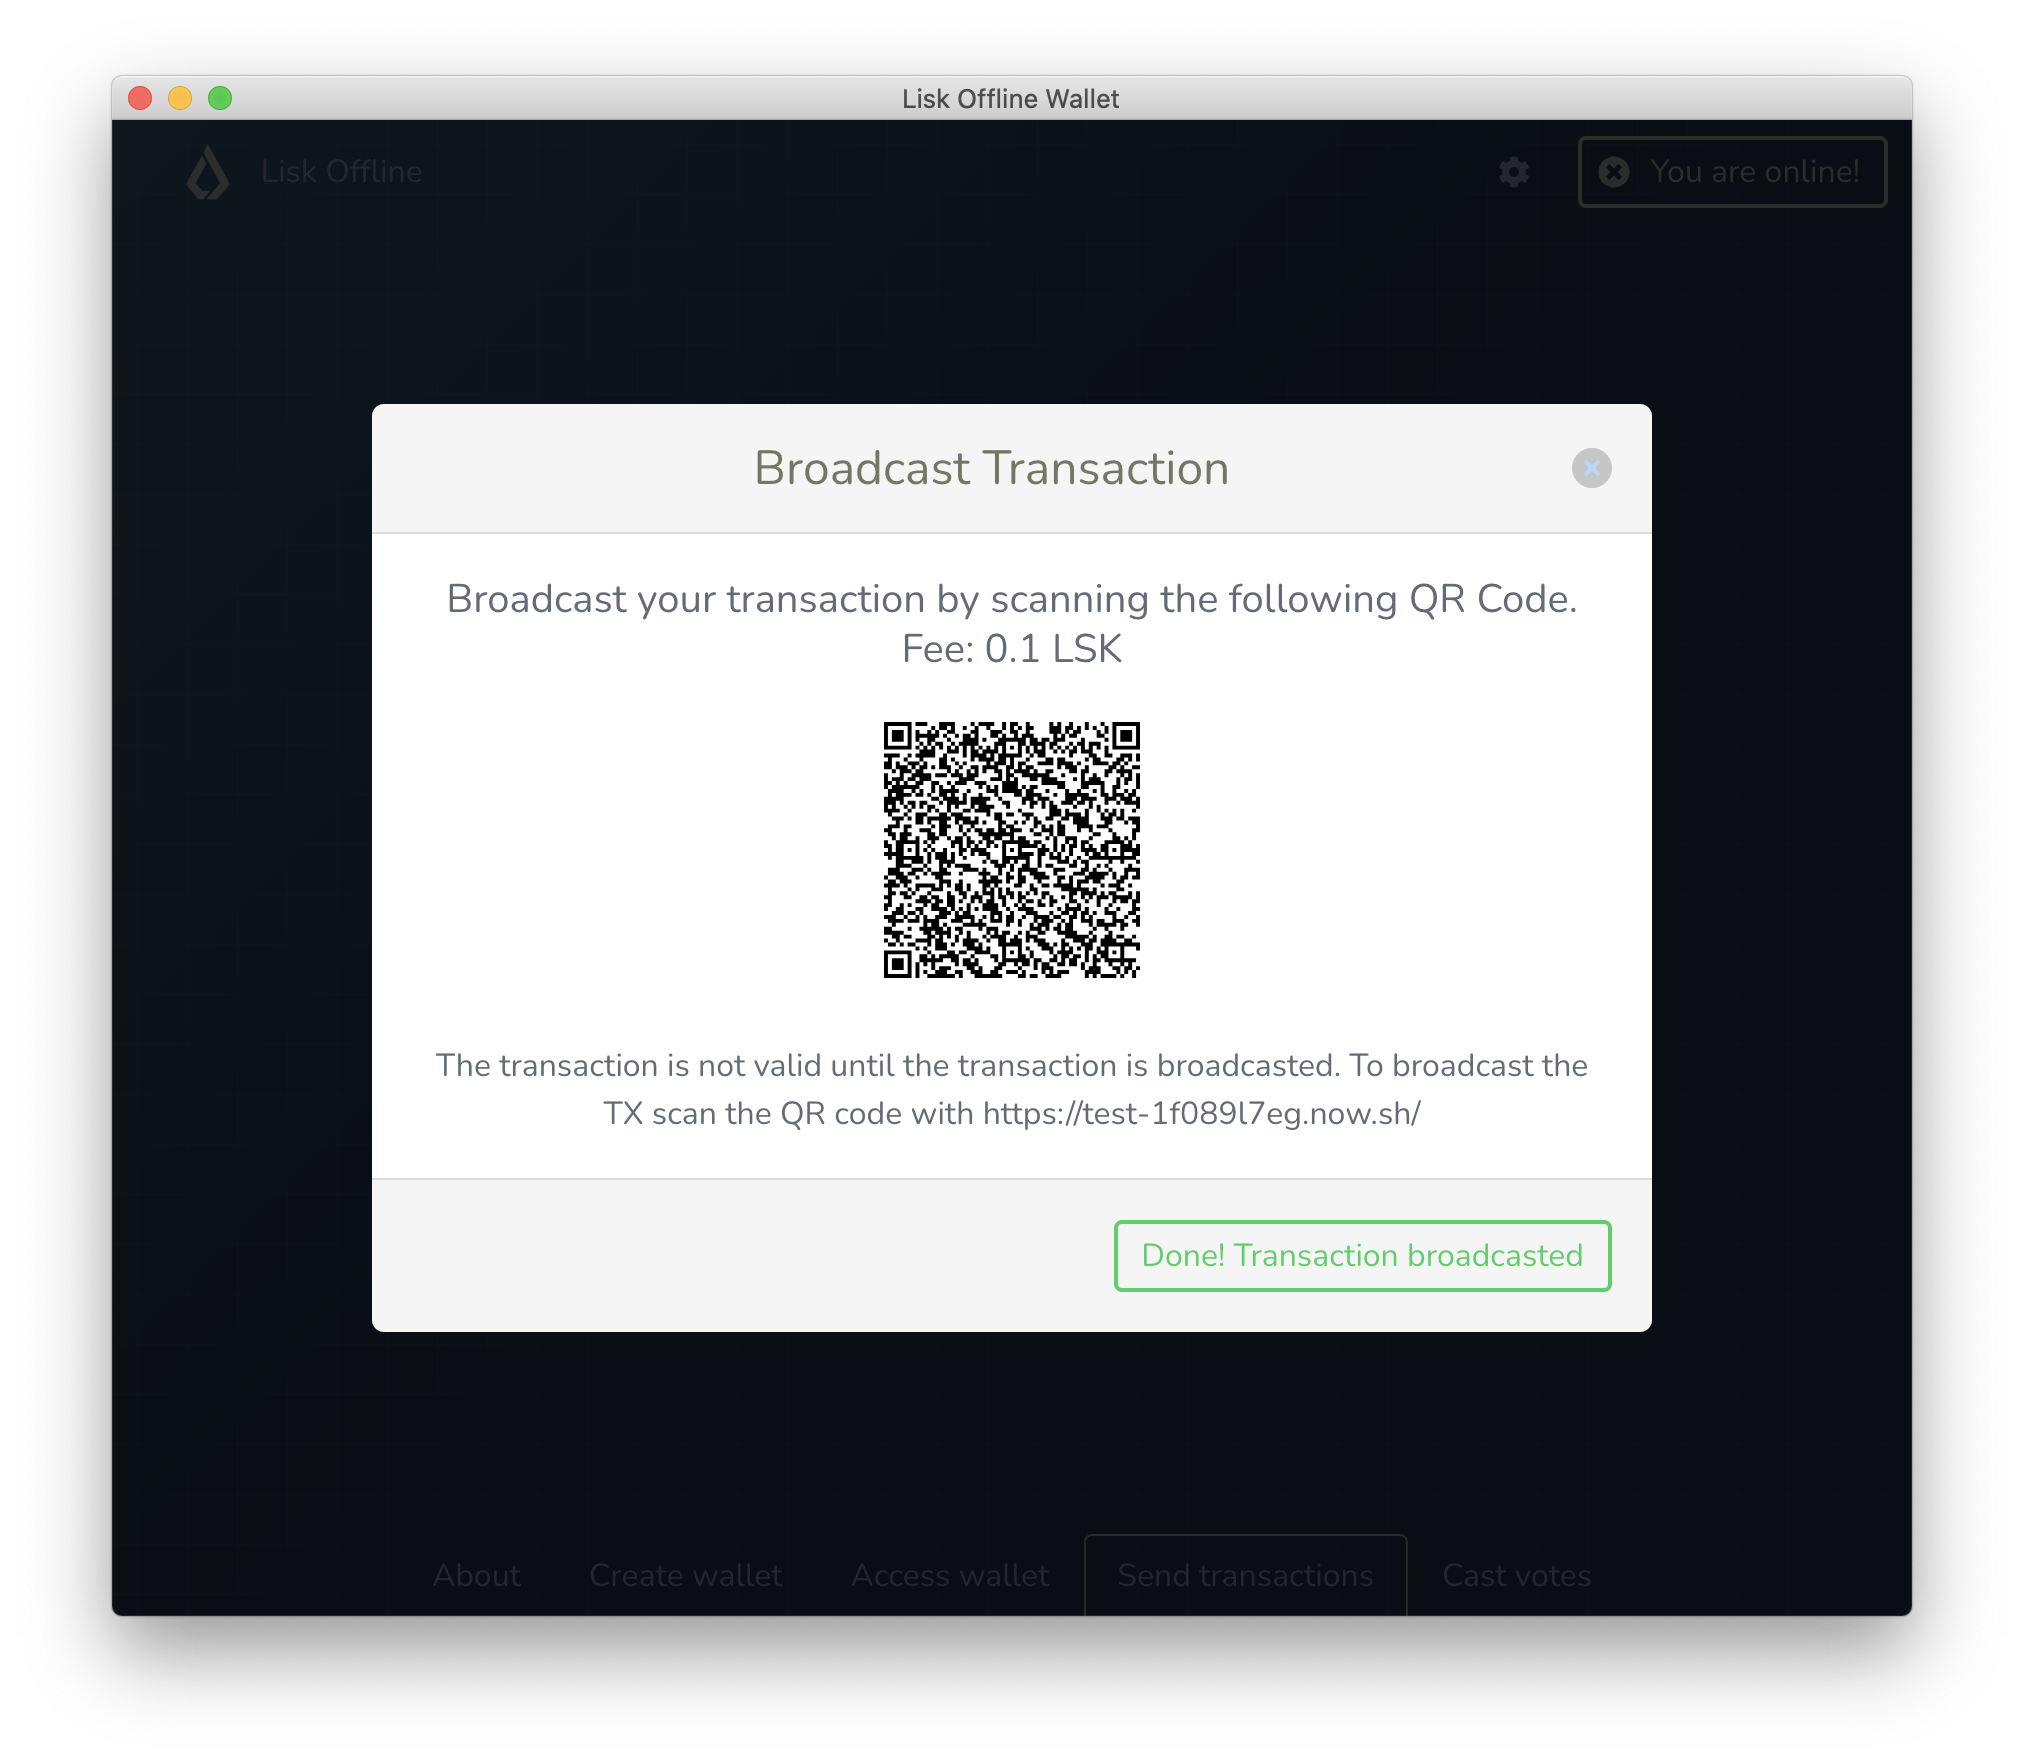 Lisk Offline Wallet
Lisk Offline
You are online!
Broadcast Transaction
Broadcast your transaction by scanning the following QR Code.
Fee: 0.1 LSK
The transaction is not valid until the transaction is broadcasted. To broadcast the
TX scan the QR code with https://test-1f089l7eg.now.sh/
Done! Transaction broadcasted
About Create wallet Access wallet Send transactions Cast votes